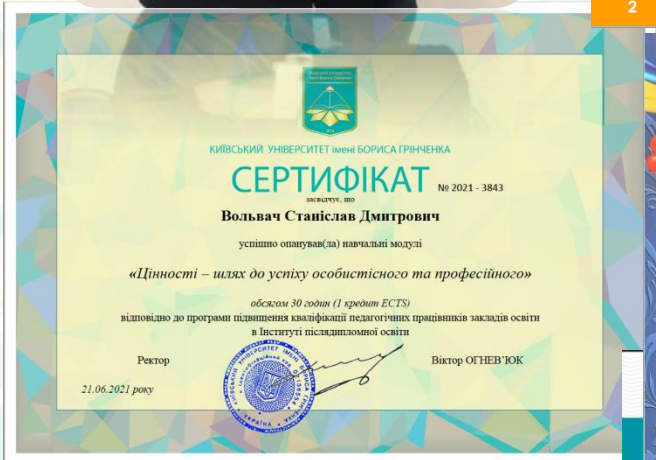 2
КИЇВСЬКИЙ УНІВЕРСИТЕТ імені БОРИСА ГРІНЧЕНКА
СЕРТИФІКАТ № 2021 - 3843
засвідчує, що
Вольвач Станіслав Дмитрович
успішно опанував(ла) навчальні модулі
«Цінності – шлях до успіху особистісного та професійного»
обсягом 30 годин (1 кредит ECTS)
відповідно до програми підвищення кваліфікації педагогічних працівників закладів освіти
в Інституті післядипломної освіти
Ректор
Віктор ОГНЕВ'ЮК
21.06.2021 року
УКРАЇНА